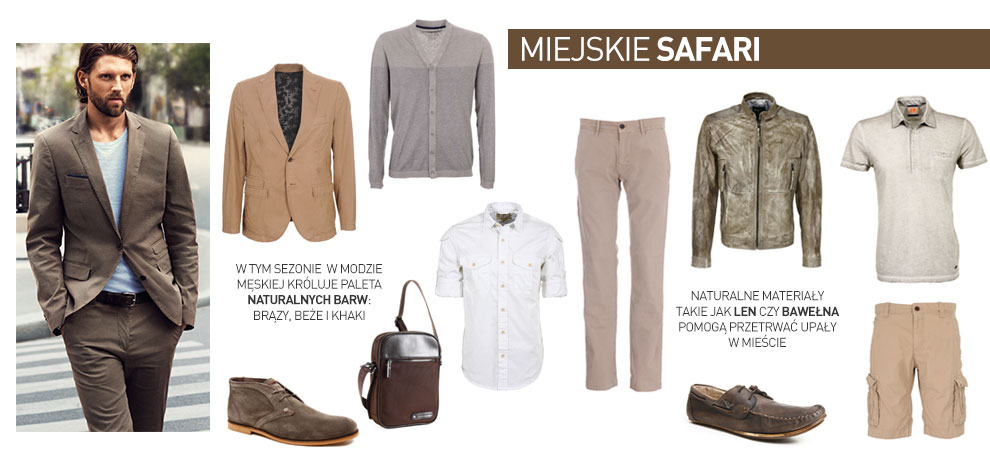 MIEJSKIE SAFARI
W TYM SEZONIE W MODZIE
MĘSKIEJ KRÓLUJE PALETA
NATURALNYCH BARW:
BRĄZY, BEŻE I KHAKI
NATURALNE MATERIAŁY
TAKIE JAK LEN CZY BAWEŁNA
POMOGĄ PRZETRWAĆ UPAŁY
W MIEŚCIE